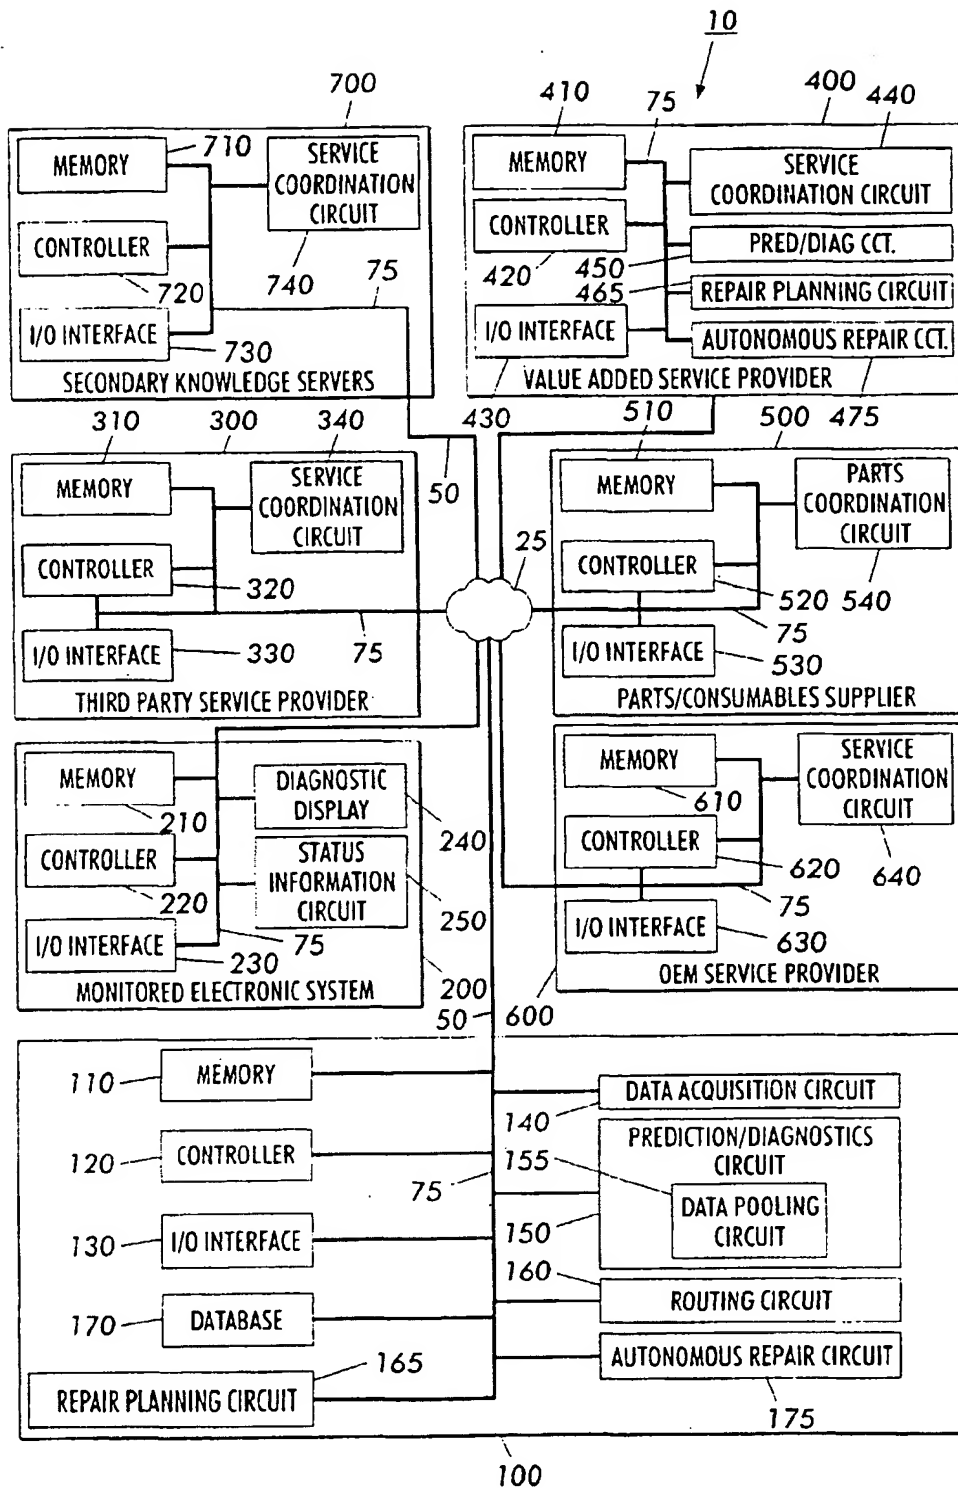 10
700
710
MEMORY
SERVICE
COORDINATION
CIRCUIT
CONTROLLER
720
740
75
I/O INTERFACE
730
SECONDARY KNOWLEDGE SERVERS
410
75
400
440
MEMORY
SERVICE
COORDINATION CIRCUIT
CONTROLLER
420
450
PRED/DIAG CCT.
465
REPAIR PLANNING CIRCUIT
I/O INTERFACE
AUTONOMOUS REPAIR CCT.
VALUE ADDED SERVICE PROVIDER
430
475
310
300
340
50
MEMORY
SERVICE
COORDINATION
CIRCUIT
CONTROLLER
320
I/O INTERFACE
330
75
THIRD PARTY SERVICE PROVIDER
25
510
500
MEMORY
PARTS
COORDINATION
CIRCUIT
CONTROLLER
520
540
75
I/O INTERFACE
530
PARTS/CONSUMABLES SUPPLIER
MEMORY
210
DIAGNOSTIC
DISPLAY
240
CONTROLLER
220
STATUS
INFORMATION
CIRCUIT
250
I/O INTERFACE
230
75
MONITORED ELECTRONIC SYSTEM
200
MEMORY
610
SERVICE
COORDINATION
CIRCUIT
CONTROLLER
620
640
75
I/O INTERFACE
630
OEM SERVICE PROVIDER
50
600
110
MEMORY
120
CONTROLLER
75
130
I/O INTERFACE
170
DATABASE
165
REPAIR PLANNING CIRCUIT
DATA ACQUISITION CIRCUIT
140
PREDICTION/DIAGNOSTICS
CIRCUIT
155
DATA POOLING
CIRCUIT
150
160
ROUTING CIRCUIT
AUTONOMOUS REPAIR CIRCUIT
175
100